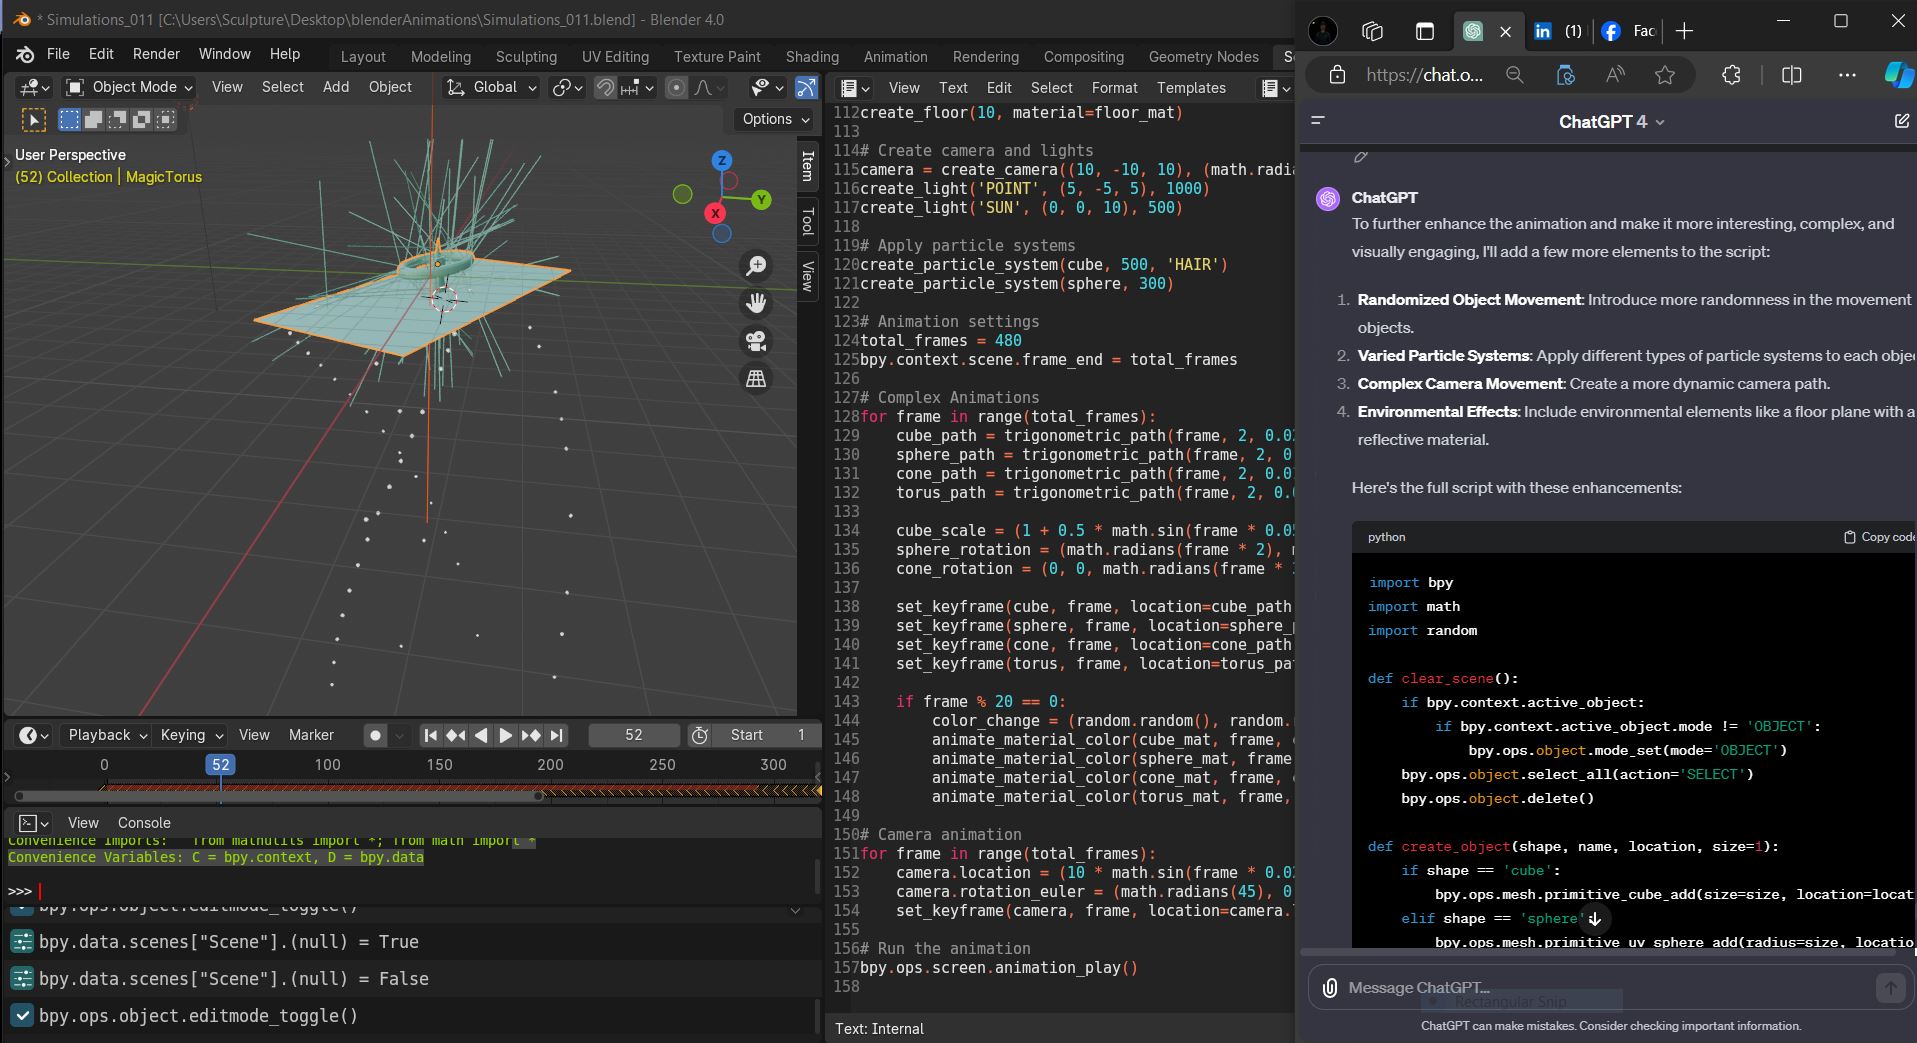 * Simulations_011 [C:\Users\Sculpture\Desktop\blenderAnimations\Simulations_011.blend] - Blender 4.0
File Edit Render Window Help Layout Modeling Sculpting UV Editing Texture Paint Shading Animation Rendering Compositing Geometry Nodes
Object Mode View Select Add Object Global
Options
User Perspective
(52) Collection | MagicTorus
Z
Y
X
Item
Tool
View
View Text Edit Select Format Templates
112 create_floor(10, material=floor_mat)
113
114 # Create camera and lights
115 camera = create_camera((10, -10, 10), (math.radia
116 create_light('POINT', (5, -5, 5), 1000)
117 create_light('SUN', (0, 0, 10), 500)
118
119 # Apply particle systems
120 create_particle_system(cube, 500, 'HAIR')
121 create_particle_system(sphere, 300)
122
123 # Animation settings
124 total_frames = 480
125 bpy.context.scene.frame_end = total_frames
126
127 # Complex Animations
128 for frame in range(total_frames):
129 cube_path = trigonometric_path(frame, 2, 0.02
130 sphere_path = trigonometric_path(frame, 2, 0
131 cone_path = trigonometric_path(frame, 2, 0.0
132 torus_path = trigonometric_path(frame, 2, 0.
133
134 cube_scale = (1 + 0.5 * math.sin(frame * 0.05
135 sphere_rotation = (math.radians(frame * 2),
136 cone_rotation = (0, 0, math.radians(frame *
137
138 set_keyframe(cube, frame, location=cube_path
139 set_keyframe(sphere, frame, location=sphere_
140 set_keyframe(cone, frame, location=cone_path
141 set_keyframe(torus, frame, location=torus_pa
142
143 if frame % 20 == 0:
144 color_change = (random.random(), random.
145 animate_material_color(cube_mat, frame,
146 animate_material_color(sphere_mat, frame
147 animate_material_color(cone_mat, frame,
148 animate_material_color(torus_mat, frame,
149
150 # Camera animation
151 for frame in range(total_frames):
152 camera.location = (10 * math.sin(frame * 0.02
153 camera.rotation_euler = (math.radians(45), 0
154 set_keyframe(camera, frame, location=camera.
155
156 # Run the animation
157 bpy.ops.screen.animation_play()
158
Text: Internal
Playback Keying View Marker 52 Start 1
0 52 100 150 200 250 300
View Console
Convenience Imports: from mathutils import *; from math import *
Convenience Variables: C = bpy.context, D = bpy.data
>>>
bpy.ops.object.editmode_toggle()
bpy.data.scenes["Scene"].(null) = True
bpy.data.scenes["Scene"].(null) = False
bpy.ops.object.editmode_toggle()
in (1) Fac
https://chat.o...
ChatGPT 4
ChatGPT
To further enhance the animation and make it more interesting, complex, and
visually engaging, I'll add a few more elements to the script:
1. Randomized Object Movement: Introduce more randomness in the movement
objects.
2. Varied Particle Systems: Apply different types of particle systems to each obje
3. Complex Camera Movement: Create a more dynamic camera path.
4. Environmental Effects: Include environmental elements like a floor plane with a
reflective material.
Here's the full script with these enhancements:
python Copy code
import bpy
import math
import random
def clear_scene():
if bpy.context.active_object:
if bpy.context.active_object.mode != 'OBJECT':
bpy.ops.object.mode_set(mode='OBJECT')
bpy.ops.object.select_all(action='SELECT')
bpy.ops.object.delete()
def create_object(shape, name, location, size=1):
if shape == 'cube':
bpy.ops.mesh.primitive_cube_add(size=size, location=locat
elif shape == 'sphere'
bpy.ops.mesh.primitive_uv_sphere_add(radius=size, locatio
Message ChatGPT...
Rectangular Snip
ChatGPT can make mistakes. Consider checking important information.